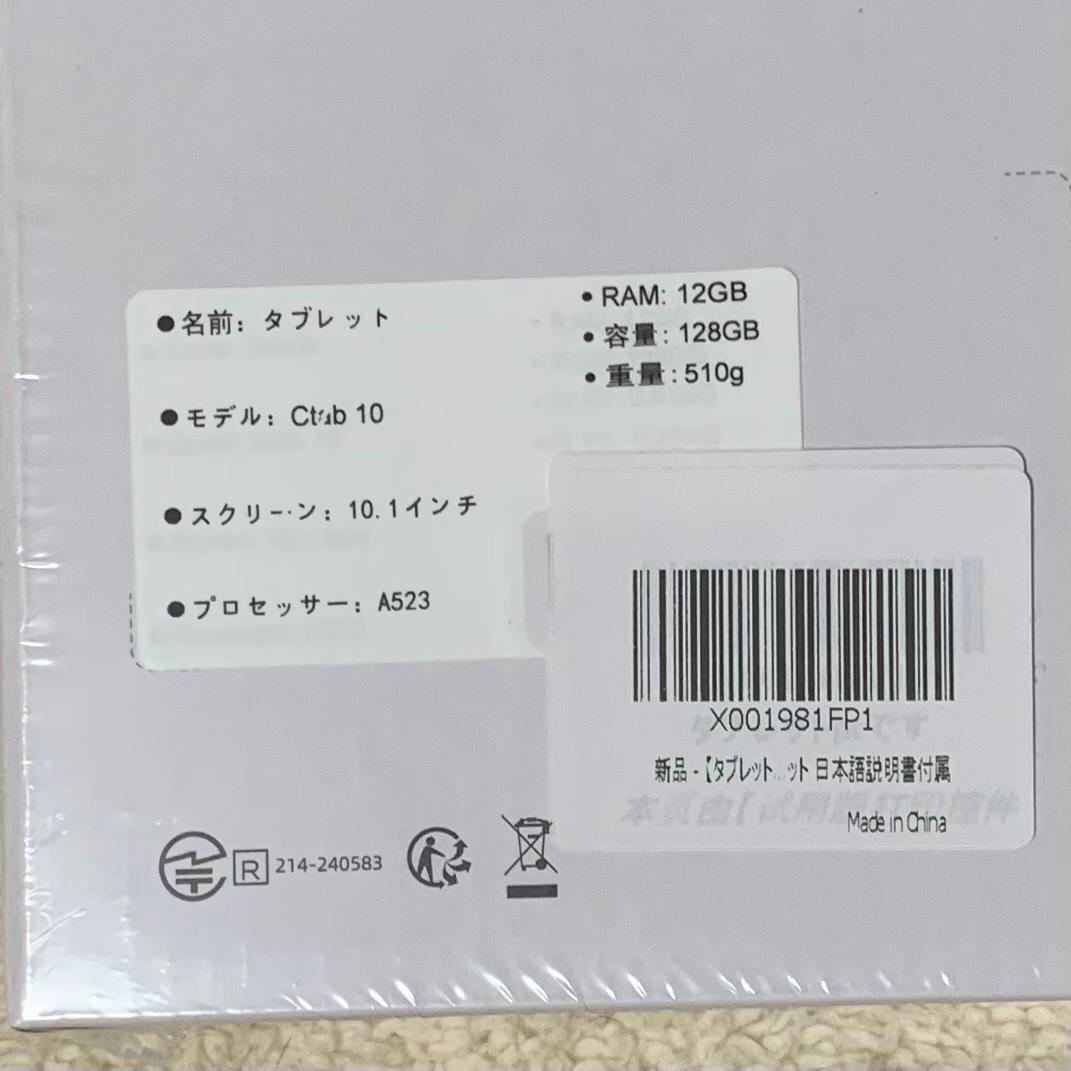 ●名前：タブレット
●モデル：Ctab 10
●スクリーン：10.1インチ
●プロセッサー：A523
• RAM: 12GB
• 容量: 128GB
• 重量: 510g
X001981FP1
新品 -【タブレット...ット 日本語説明書付属
Made in China
R 214-240583